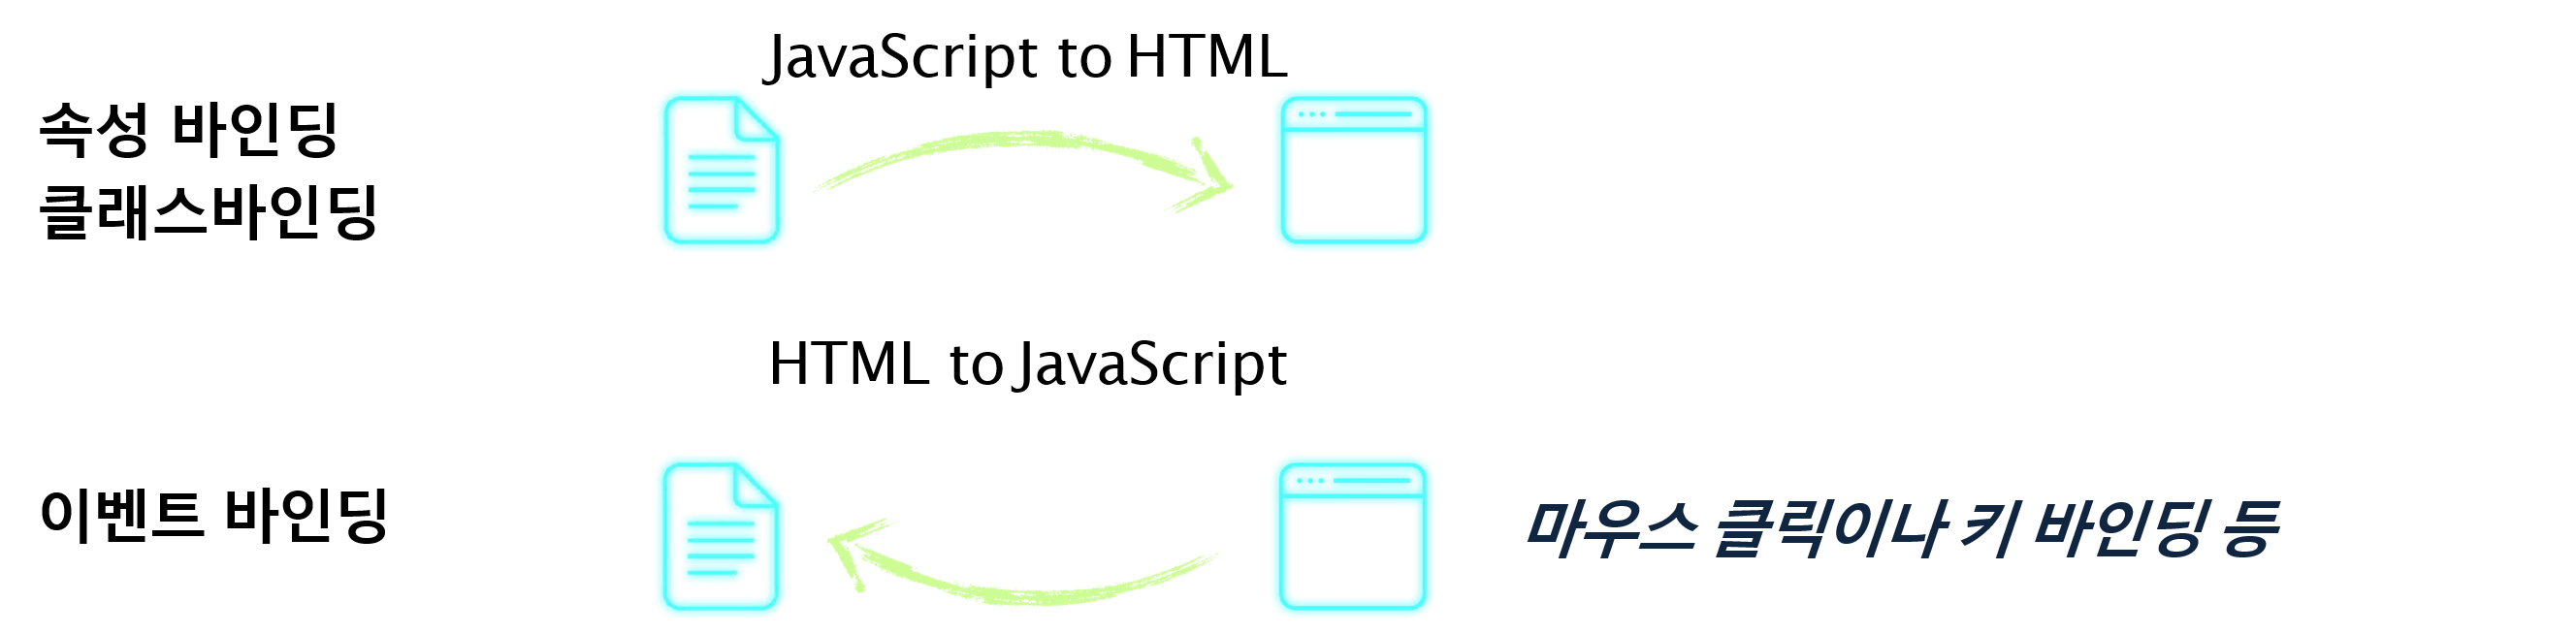 JavaScript to HTML
속성 바인딩
클래스바인딩
HTML to JavaScript
이벤트 바인딩
마우스 클릭이나 키 바인딩 등